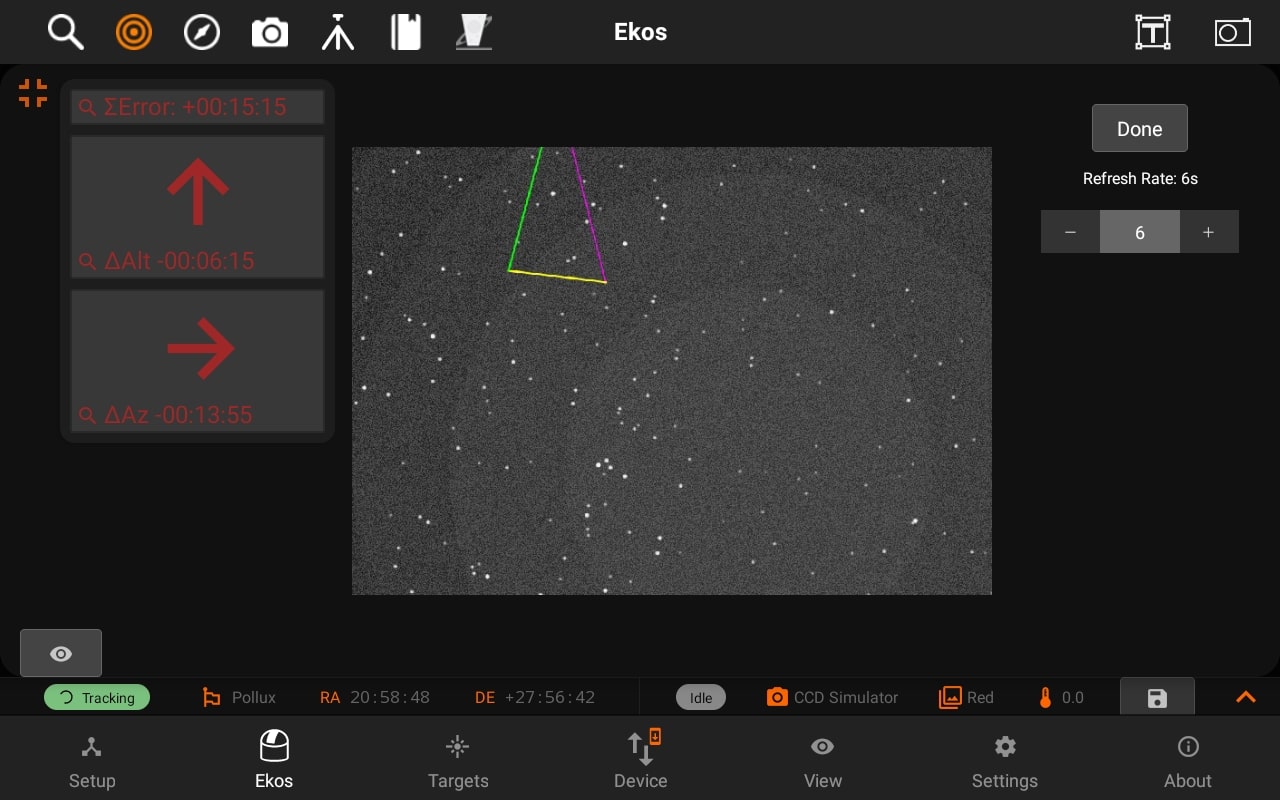 Ekos
T
ΣError: +00:15:15
ΔAlt -00:06:15
ΔAz -00:13:55
Done
Refresh Rate: 6s
− 6 +
Tracking Pollux RA 20:58:48 DE +27:56:42 Idle CCD Simulator Red 0.0
Setup Ekos Targets Device View Settings About